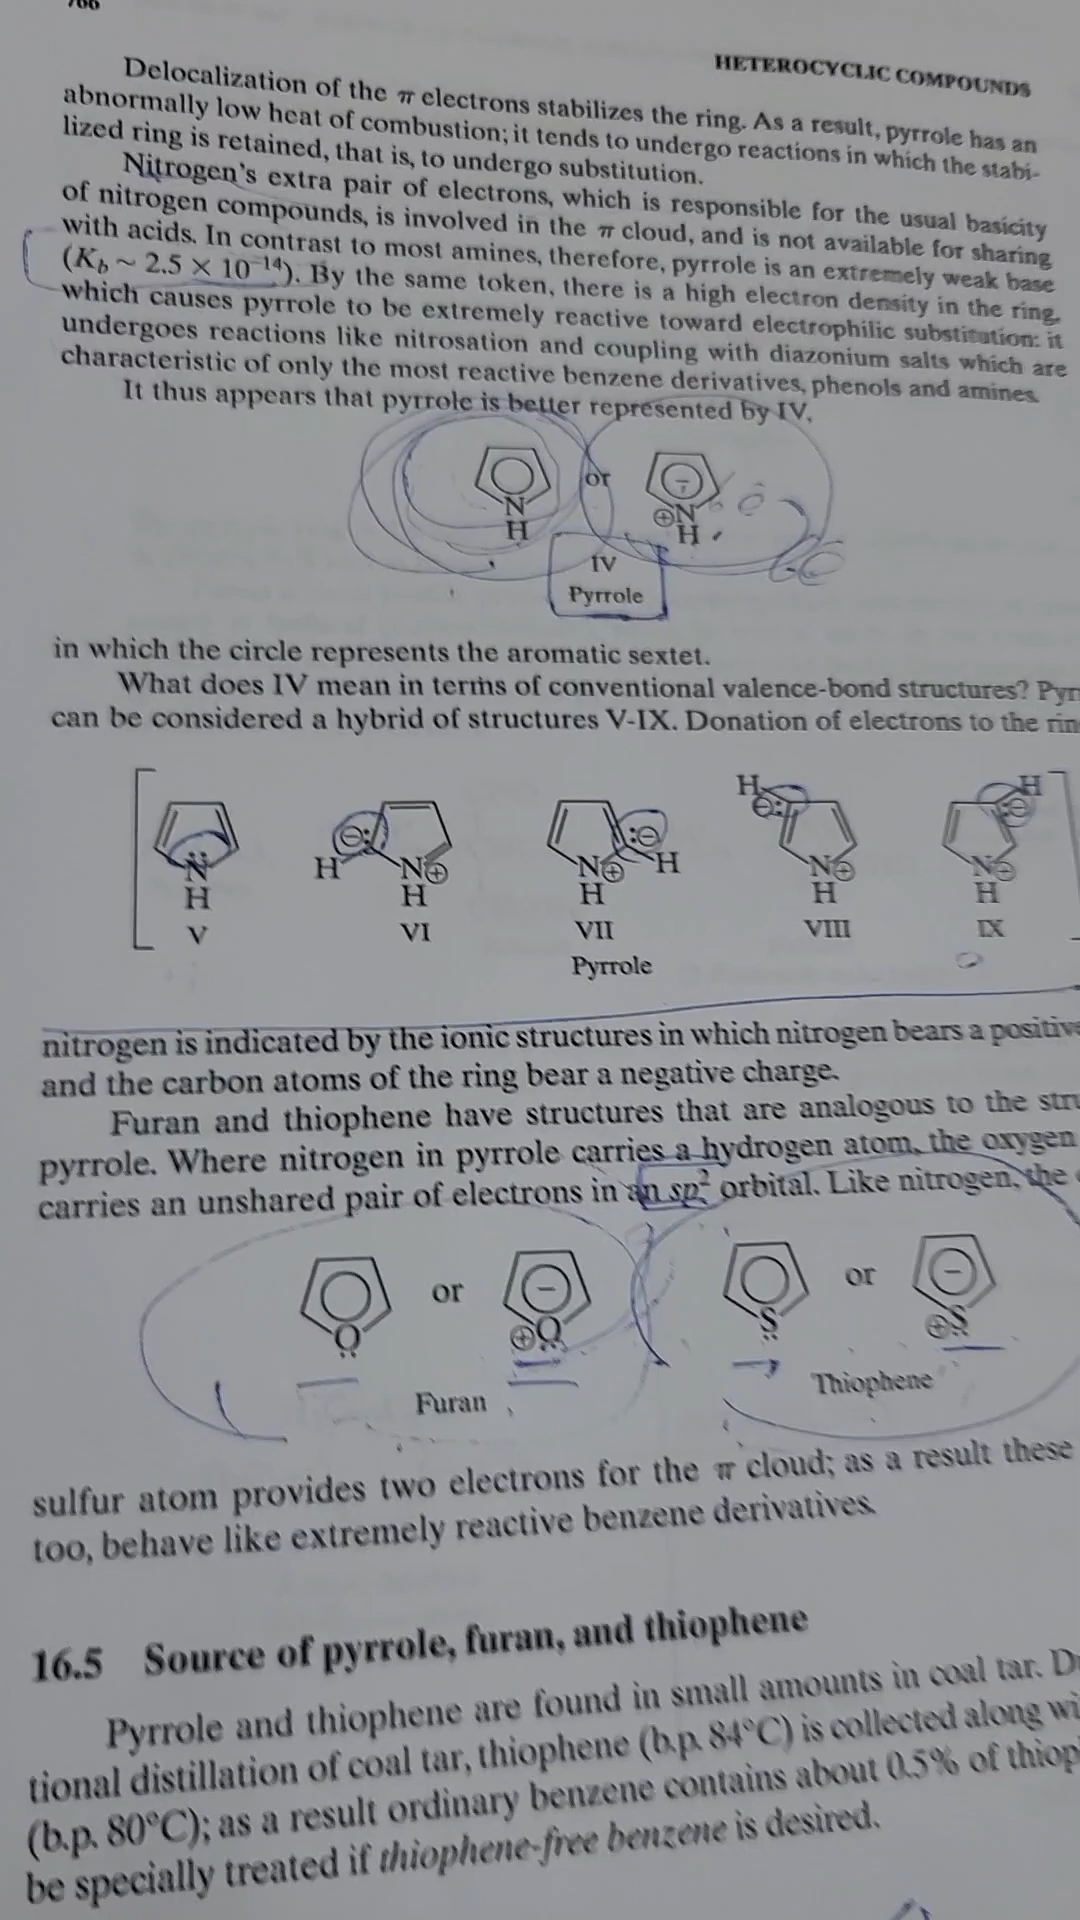 HETEROCYCLIC COMPOUNDS
Delocalization of the π electrons stabilizes the ring. As a result, pyrrole has an
abnormally low heat of combustion; it tends to undergo reactions in which the stabi-
lized ring is retained, that is, to undergo substitution.
Nitrogen's extra pair of electrons, which is responsible for the usual basicity
of nitrogen compounds, is involved in the π cloud, and is not available for sharing
with acids. In contrast to most amines, therefore, pyrrole is an extremely weak base
(K_b ~ 2.5 × 10⁻¹⁴). By the same token, there is a high electron density in the ring,
which causes pyrrole to be extremely reactive toward electrophilic substitution: it
undergoes reactions like nitrosation and coupling with diazonium salts which are
characteristic of only the most reactive benzene derivatives, phenols and amines.
It thus appears that pyrrole is better represented by IV,
or
N ⊕N
H H
IV
Pyrrole
in which the circle represents the aromatic sextet.
What does IV mean in terms of conventional valence-bond structures? Pyrr
can be considered a hybrid of structures V-IX. Donation of electrons to the rin
H H
⊖: :⊖ ⊖: :⊖
H N N⊕ N⊕ H N⊕ N⊕
H H H H H
V VI VII VIII IX
Pyrrole
nitrogen is indicated by the ionic structures in which nitrogen bears a positive
and the carbon atoms of the ring bear a negative charge.
Furan and thiophene have structures that are analogous to the stru
pyrrole. Where nitrogen in pyrrole carries a hydrogen atom, the oxygen
carries an unshared pair of electrons in an sp² orbital. Like nitrogen, the
or or
O ⊕O S ⊕S
Furan Thiophene
sulfur atom provides two electrons for the π cloud; as a result these
too, behave like extremely reactive benzene derivatives.
16.5 Source of pyrrole, furan, and thiophene
Pyrrole and thiophene are found in small amounts in coal tar. D
tional distillation of coal tar, thiophene (b.p. 84°C) is collected along wi
(b.p. 80°C); as a result ordinary benzene contains about 0.5% of thiop
be specially treated if thiophene-free benzene is desired.